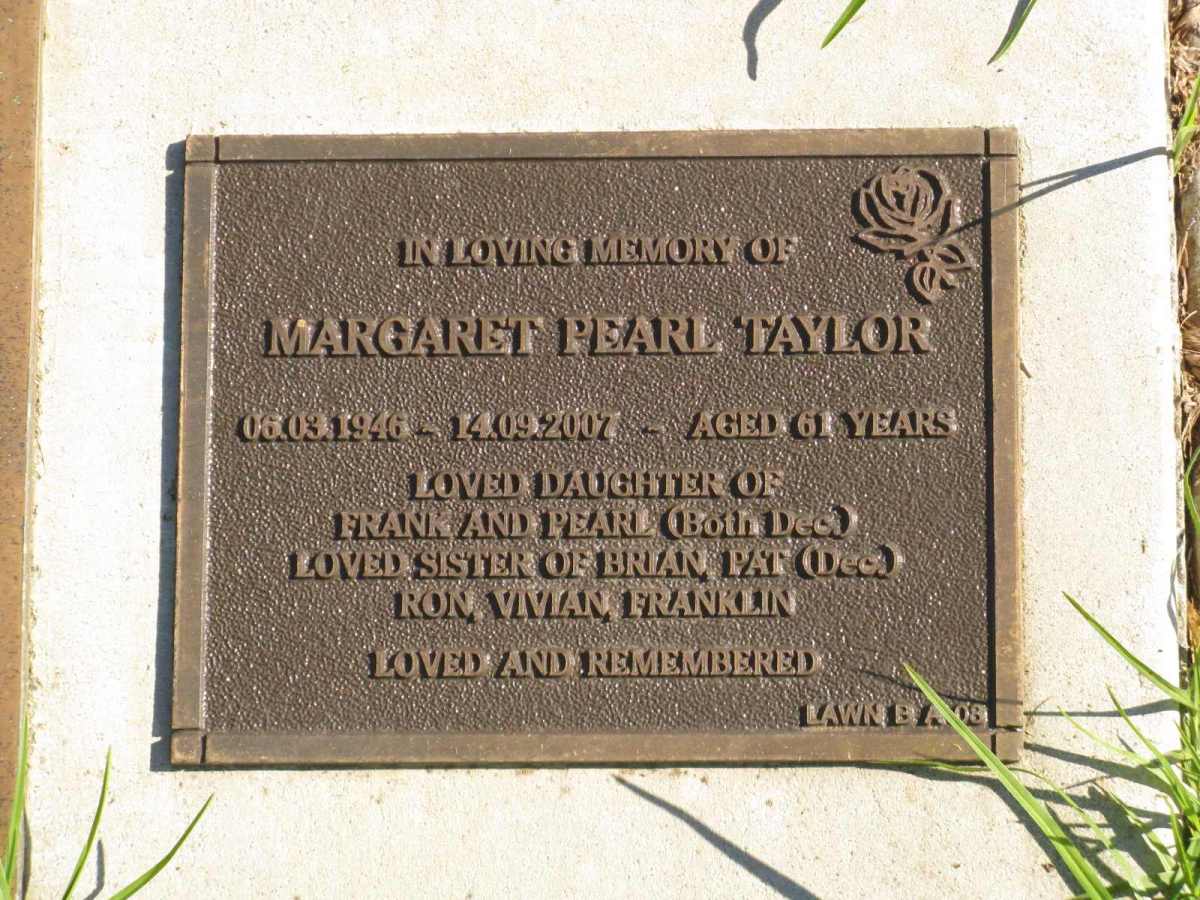 IN LOVING MEMORY OF
MARGARET PEARL TAYLOR
06.03.1946 - 14.09.2007 - AGED 61 YEARS
LOVED DAUGHTER OF
FRANK AND PEARL (Both Dec.)
LOVED SISTER OF BRIAN, PAT (Dec.)
RON, VIVIAN, FRANKLIN
LOVED AND REMEMBERED
LAWN B